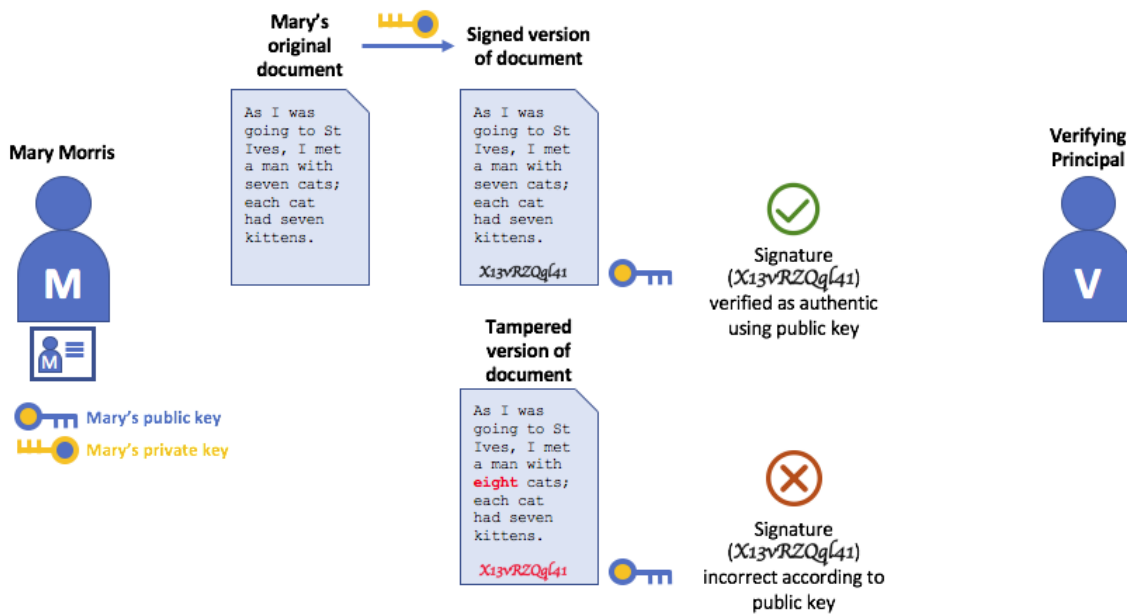 Mary's
original
document
Signed version
of document
As I was
going to St
Ives, I met
a man with
seven cats;
each cat
had seven
kittens.
As I was
going to St
Ives, I met
a man with
seven cats;
each cat
had seven
kittens.
X13vRZQql41
Mary Morris
M
M
Mary's public key
Mary's private key
Signature
(X13vRZQql41)
verified as authentic
using public key
Verifying
Principal
V
Tampered
version of
document
As I was
going to St
Ives, I met
a man with
eight cats;
each cat
had seven
kittens.
X13vRZQql41
Signature
(X13vRZQql41)
incorrect according to
public key